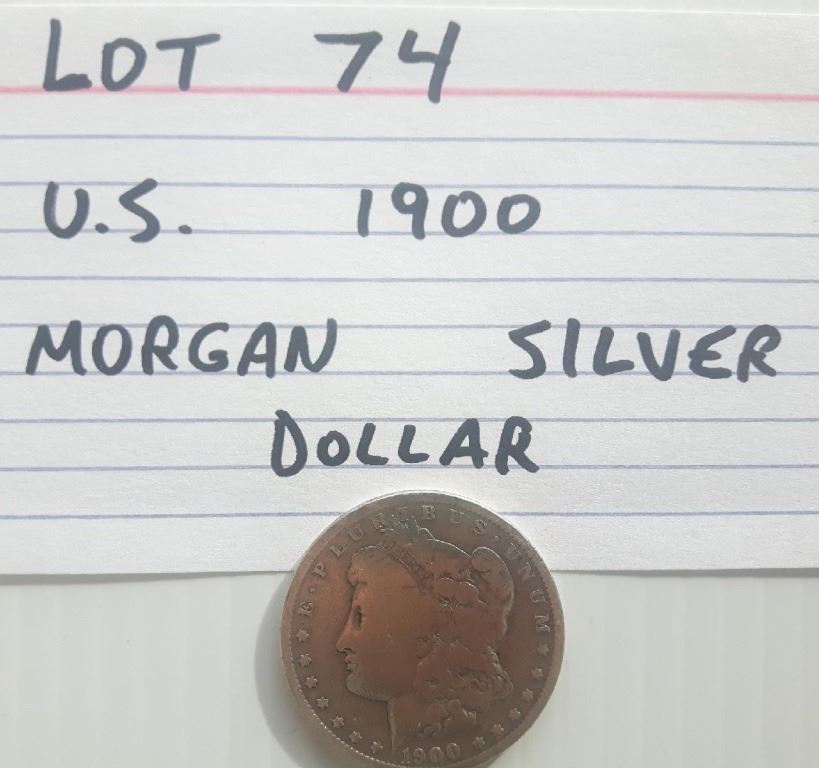 LOT 74
U.S. 1900
MORGAN SILVER
DOLLAR
E·PLURIBUS·UNUM
LIBERTY
1900